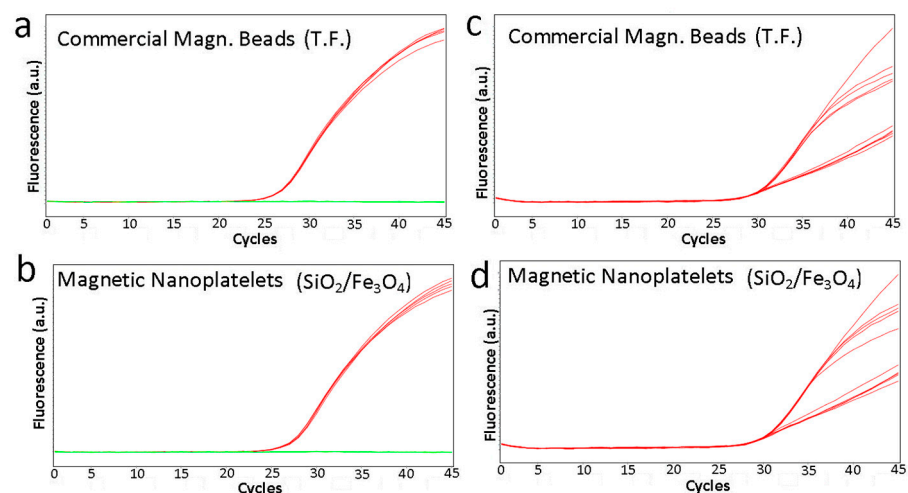 a
Commercial Magn. Beads (T.F.)
Fluorescence (a.u.)
0 5 10 15 20 25 30 35 40 45
Cycles
b
Magnetic Nanoplatelets (SiO₂/Fe₃O₄)
Fluorescence (a.u.)
0 5 10 15 20 25 30 35 40 45
Cycles
c
Commercial Magn. Beads (T.F.)
Fluorescence (a.u.)
0 5 10 15 20 25 30 35 40 45
Cycles
d
Magnetic Nanoplatelets (SiO₂/Fe₃O₄)
Fluorescence (a.u.)
0 5 10 15 20 25 30 35 40 45
Cycles